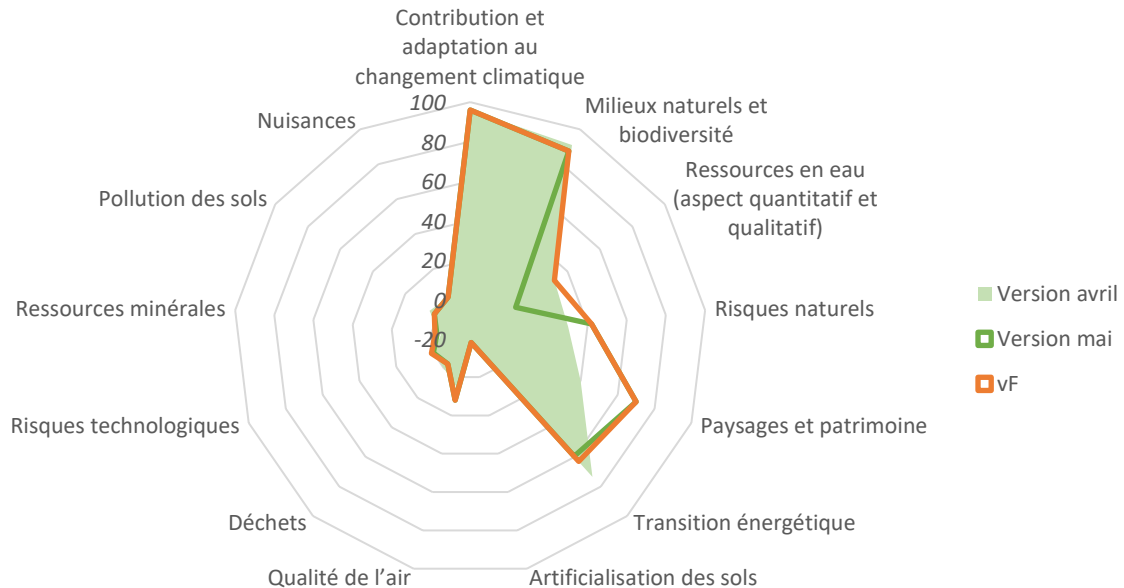 Contribution et
adaptation au
changement climatique
Milieux naturels et
biodiversité
Ressources en eau
(aspect quantitatif et
qualitatif)
Risques naturels
Paysages et patrimoine
Transition énergétique
Artificialisation des sols
Qualité de l’air
Déchets
Risques technologiques
Ressources minérales
Pollution des sols
Nuisances
100
80
60
40
20
0
-20
Version avril
Version mai
vF